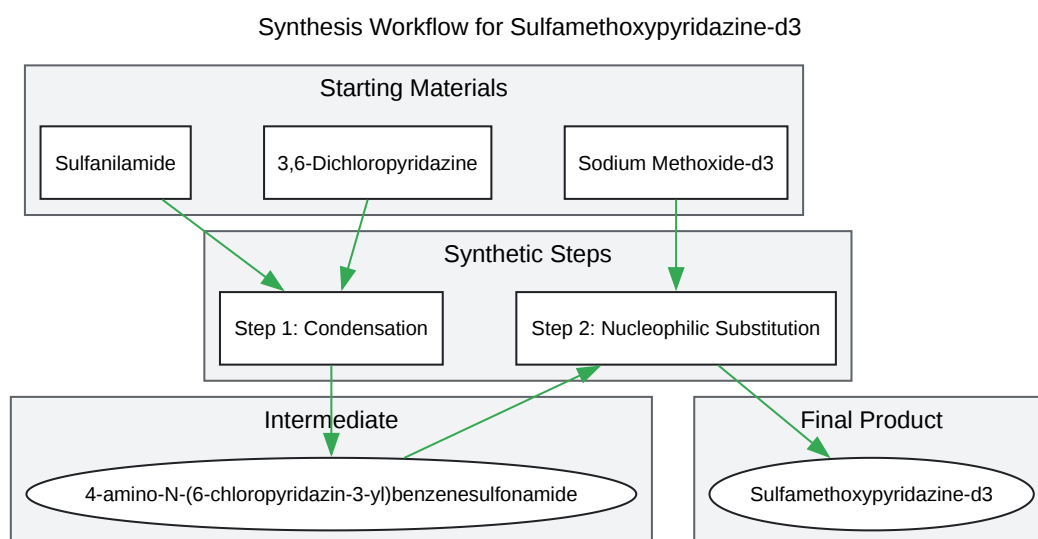 Synthesis Workflow for Sulfamethoxypyridazine-d3
Starting Materials
Sulfanilamide
3,6-Dichloropyridazine
Sodium Methoxide-d3
Synthetic Steps
Step 1: Condensation
Step 2: Nucleophilic Substitution
Intermediate
4-amino-N-(6-chloropyridazin-3-yl)benzenesulfonamide
Final Product
Sulfamethoxypyridazine-d3